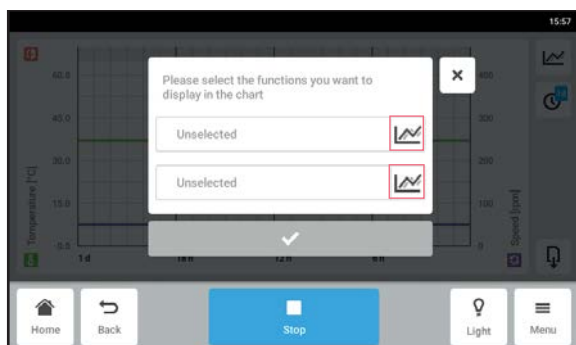 15:57
60.0
45.0
30.0
15.0
-5.0
Temperature [°C]
Please select the functions you want to
display in the chart
Unselected
Unselected
400
300
200
100
0
Speed [rpm]
1 d
18 h
12 h
6 h
Home
Back
Stop
Light
Menu